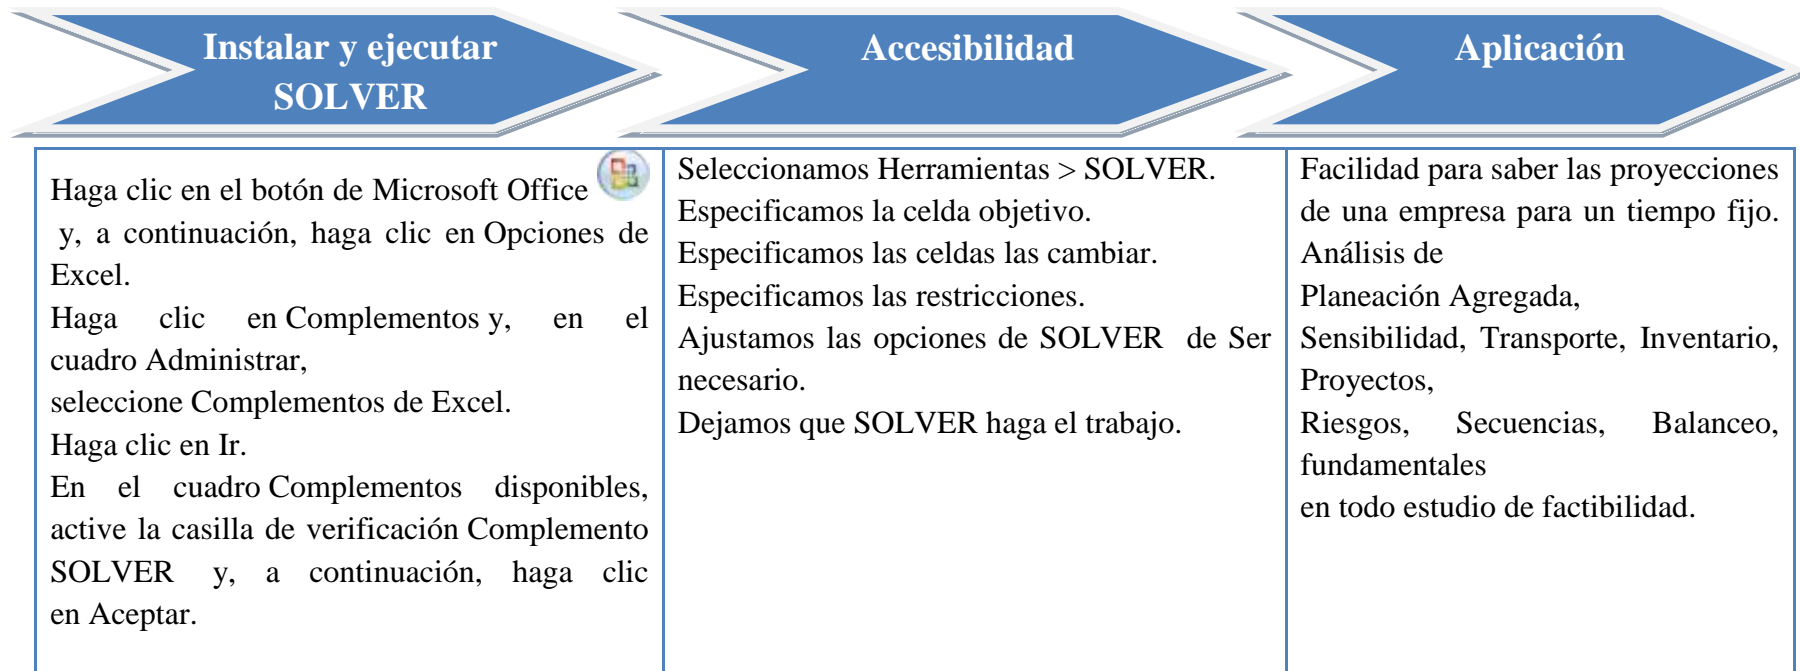 Instalar y ejecutar
SOLVER
Accesibilidad
Aplicación
Haga clic en el botón de Microsoft Office
y, a continuación, haga clic en Opciones de
Excel.
Haga clic en Complementos y, en el
cuadro Administrar,
seleccione Complementos de Excel.
Haga clic en Ir.
En el cuadro Complementos disponibles,
active la casilla de verificación Complemento
SOLVER y, a continuación, haga clic
en Aceptar.
Seleccionamos Herramientas > SOLVER.
Especificamos la celda objetivo.
Especificamos las celdas las cambiar.
Especificamos las restricciones.
Ajustamos las opciones de SOLVER de Ser
necesario.
Dejamos que SOLVER haga el trabajo.
Facilidad para saber las proyecciones
de una empresa para un tiempo fijo.
Análisis de
Planeación Agregada,
Sensibilidad, Transporte, Inventario,
Proyectos,
Riesgos, Secuencias, Balanceo,
fundamentales
en todo estudio de factibilidad.